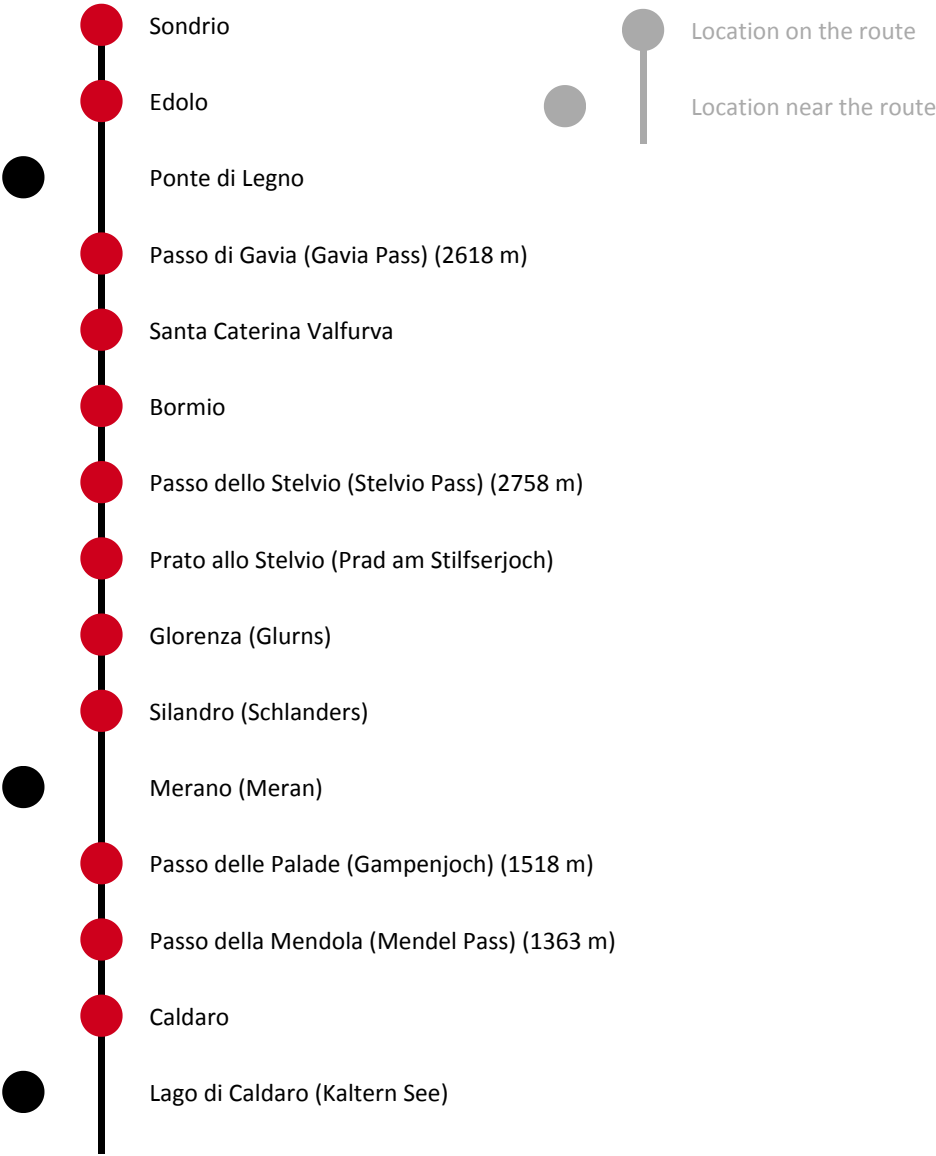 Sondrio
Location on the route
Edolo
Location near the route
Ponte di Legno
Passo di Gavia (Gavia Pass) (2618 m)
Santa Caterina Valfurva
Bormio
Passo dello Stelvio (Stelvio Pass) (2758 m)
Prato allo Stelvio (Prad am Stilfserjoch)
Glorenza (Glurns)
Silandro (Schlanders)
Merano (Meran)
Passo delle Palade (Gampenjoch) (1518 m)
Passo della Mendola (Mendel Pass) (1363 m)
Caldaro
Lago di Caldaro (Kaltern See)